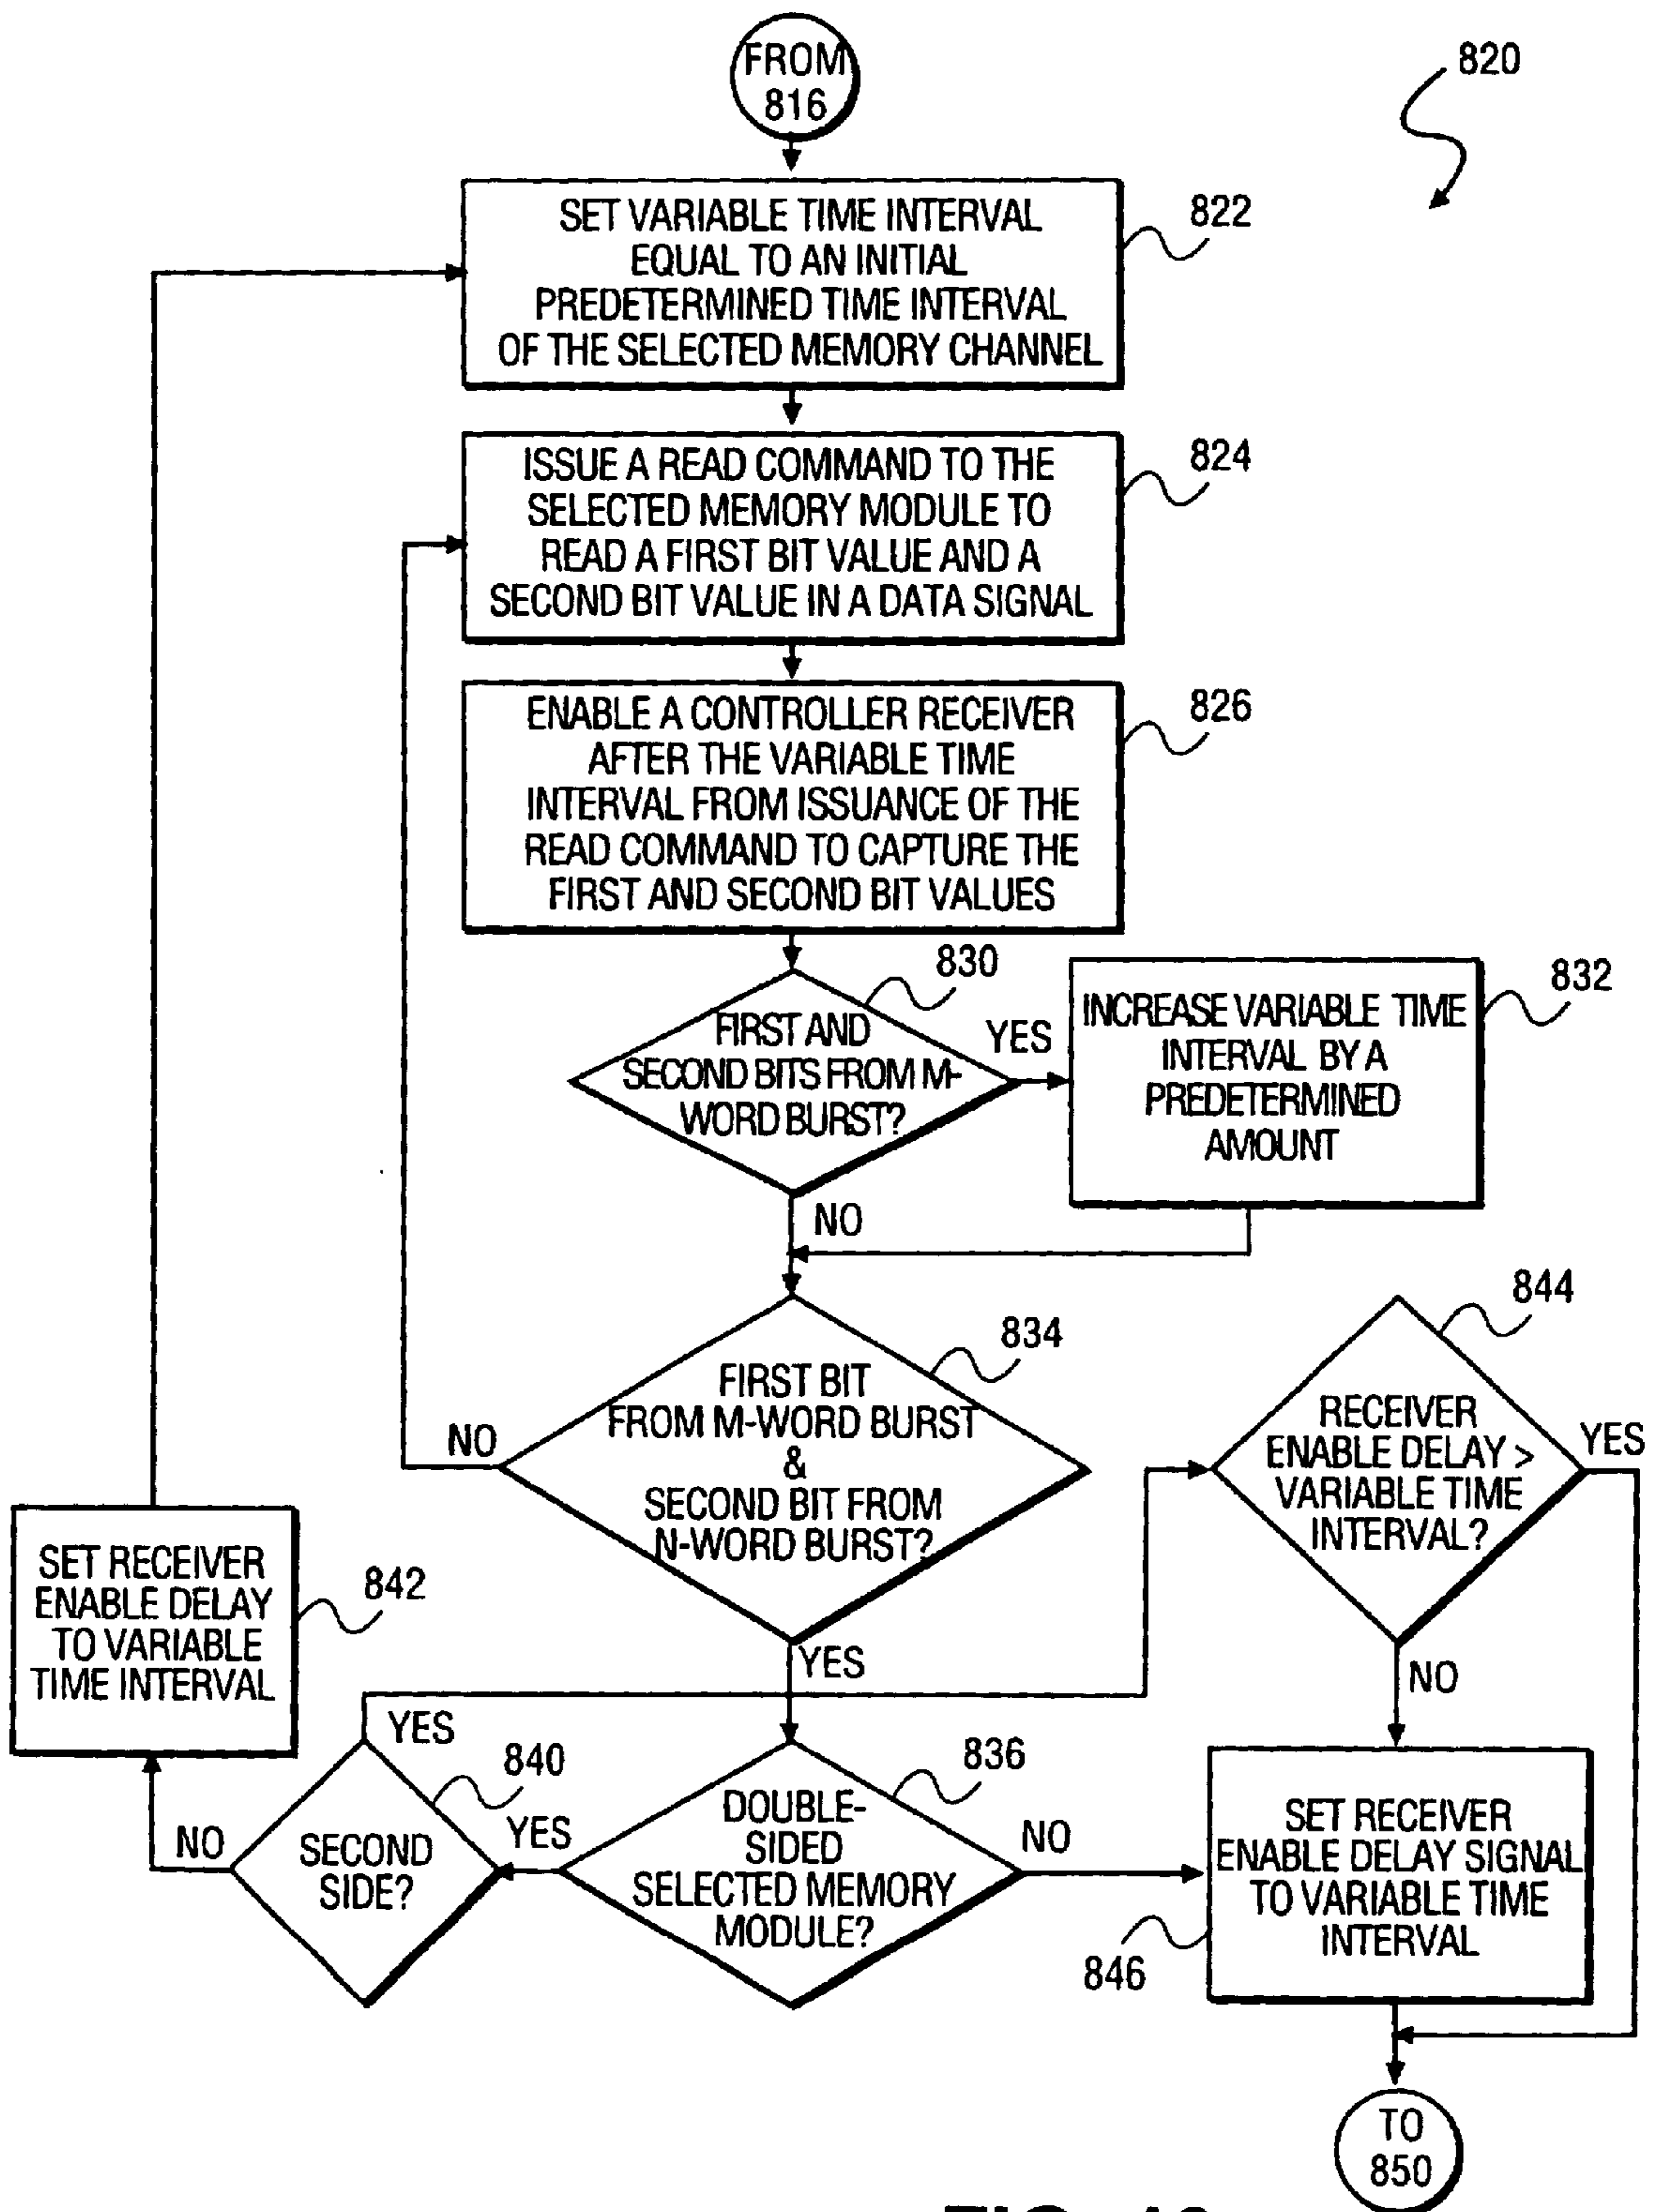 FROM
816
820
SET VARIABLE TIME INTERVAL
EQUAL TO AN INITIAL
PREDETERMINED TIME INTERVAL
OF THE SELECTED MEMORY CHANNEL
822
ISSUE A READ COMMAND TO THE
SELECTED MEMORY MODULE TO
READ A FIRST BIT VALUE AND A
SECOND BIT VALUE IN A DATA SIGNAL
824
ENABLE A CONTROLLER RECEIVER
AFTER THE VARIABLE TIME
INTERVAL FROM ISSUANCE OF THE
READ COMMAND TO CAPTURE THE
FIRST AND SECOND BIT VALUES
826
830
FIRST AND
SECOND BITS FROM M-
WORD BURST?
YES
NO
832
INCREASE VARIABLE TIME
INTERVAL BY A
PREDETERMINED
AMOUNT
834
FIRST BIT
FROM M-WORD BURST
&
SECOND BIT FROM
N-WORD BURST?
NO
YES
844
RECEIVER
ENABLE DELAY >
VARIABLE TIME
INTERVAL?
YES
NO
SET RECEIVER
ENABLE DELAY
TO VARIABLE
TIME INTERVAL
842
YES
840
SECOND
SIDE?
NO
YES
836
DOUBLE-
SIDED
SELECTED MEMORY
MODULE?
NO
SET RECEIVER
ENABLE DELAY SIGNAL
TO VARIABLE TIME
INTERVAL
846
TO
850